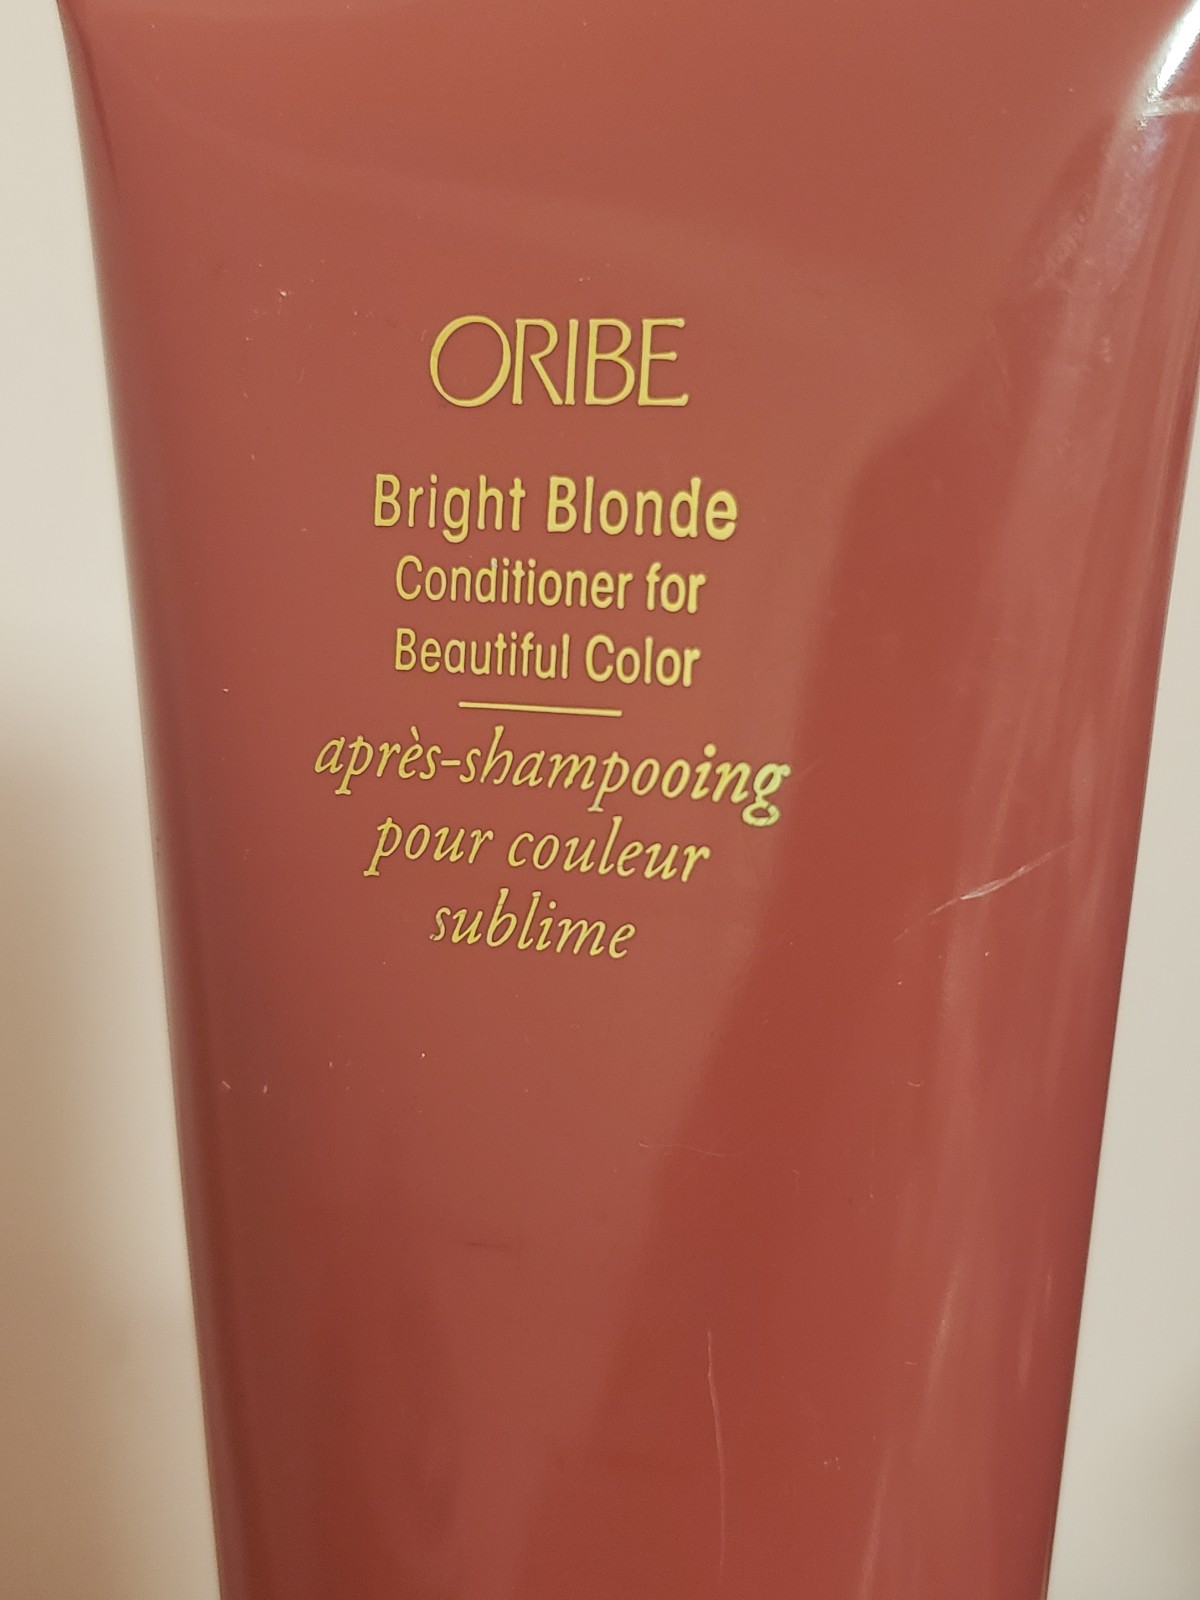 ORIBE
Bright Blonde
Conditioner for
Beautiful Color
après-shampooing
pour couleur
sublime